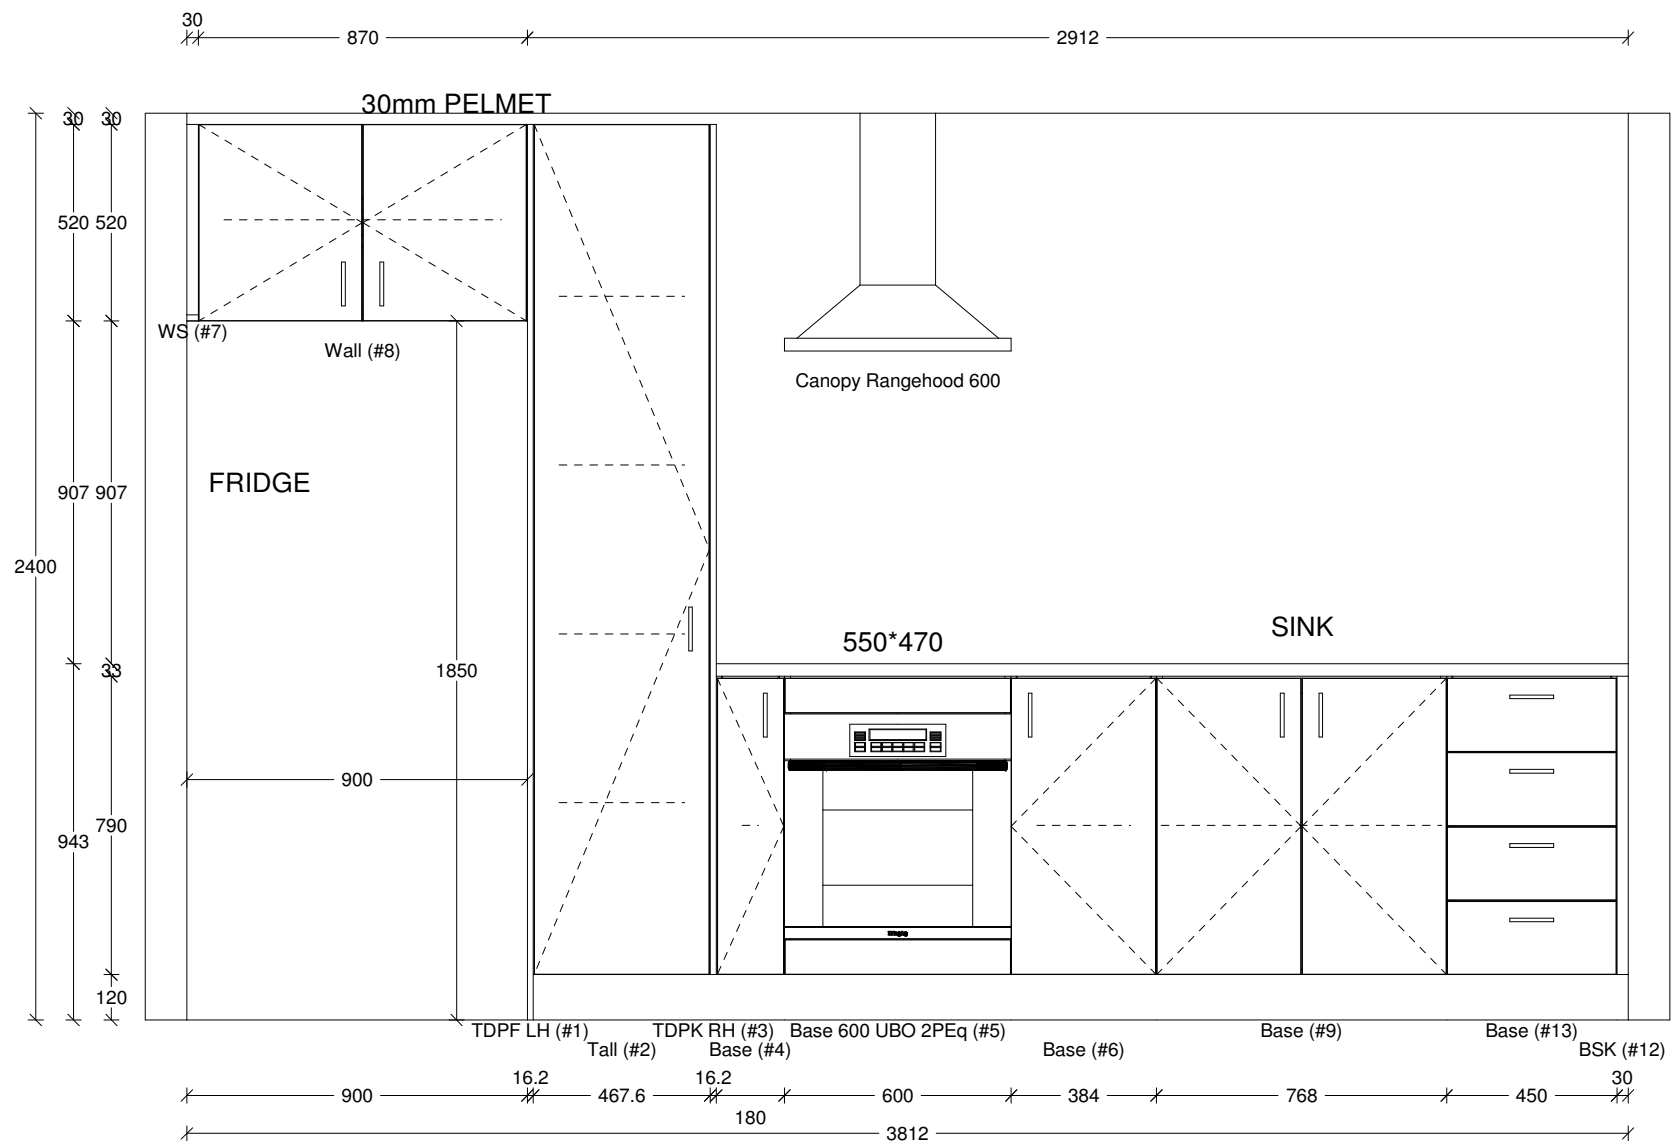 30
870
2912
30mm PELMET
30 30
520 520
WS (#7)
Wall (#8)
Canopy Rangehood 600
FRIDGE
907 907
2400
SINK
550*470
33
1850
900
790
943
120
TDPF LH (#1) TDPK RH (#3) Base 600 UBO 2PEq (#5) Base (#9) Base (#13)
Tall (#2) Base (#4) Base (#6) BSK (#12)
16.2 16.2 30
900 467.6 600 384 768 450
180
3812